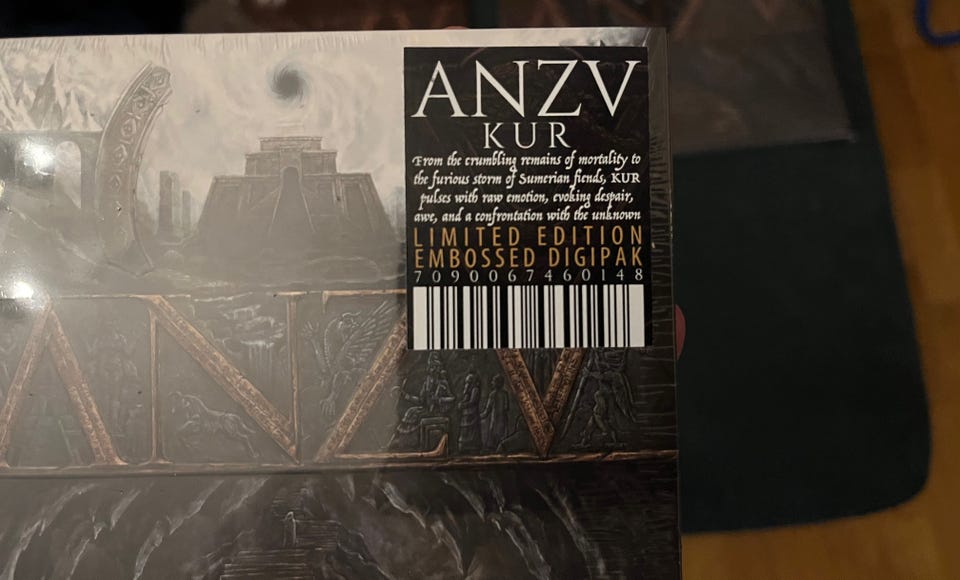 ANZV
KUR
From the crumbling remains of mortality to
the furious storm of Sumerian fiends, KUR
pulses with raw emotion, evoking despair,
awe, and a confrontation with the unknown
LIMITED EDITION
EMBOSSED DIGIPAK
7090067460148
ANZV